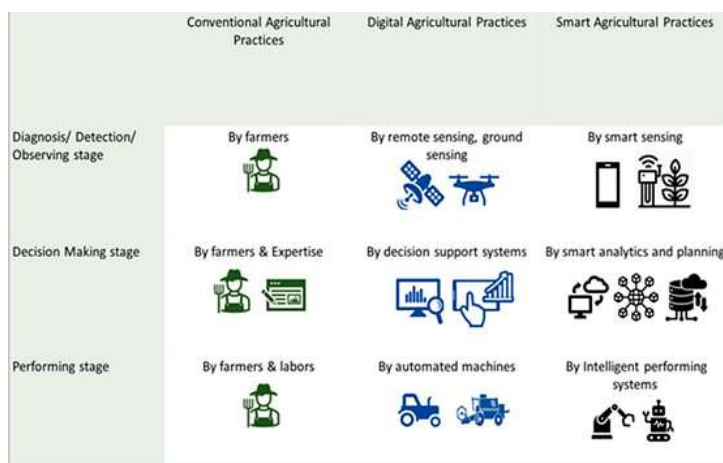 Conventional Agricultural
Practices
Digital Agricultural Practices
Smart Agricultural Practices
Diagnosis/ Detection/
Observing stage
By farmers
By remote sensing, ground
sensing
By smart sensing
Decision Making stage
By farmers & Expertise
By decision support systems
By smart analytics and planning
Performing stage
By farmers & labors
By automated machines
By Intelligent performing
systems